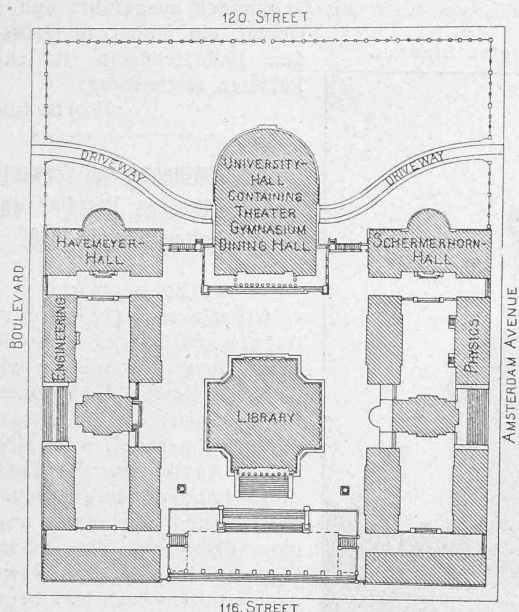 120. STREET
DRIVEWAY
UNIVERSITY-
HALL
CONTAINING
THEATER
GYMNASIUM
DINING HALL
DRIVEWAY
HAVEMEYER-
HALL
SCHERMERHORN-
HALL
BOULEVARD
ENGINEERING
PHYSICS
AMSTERDAM AVENUE
LIBRARY
116. STREET